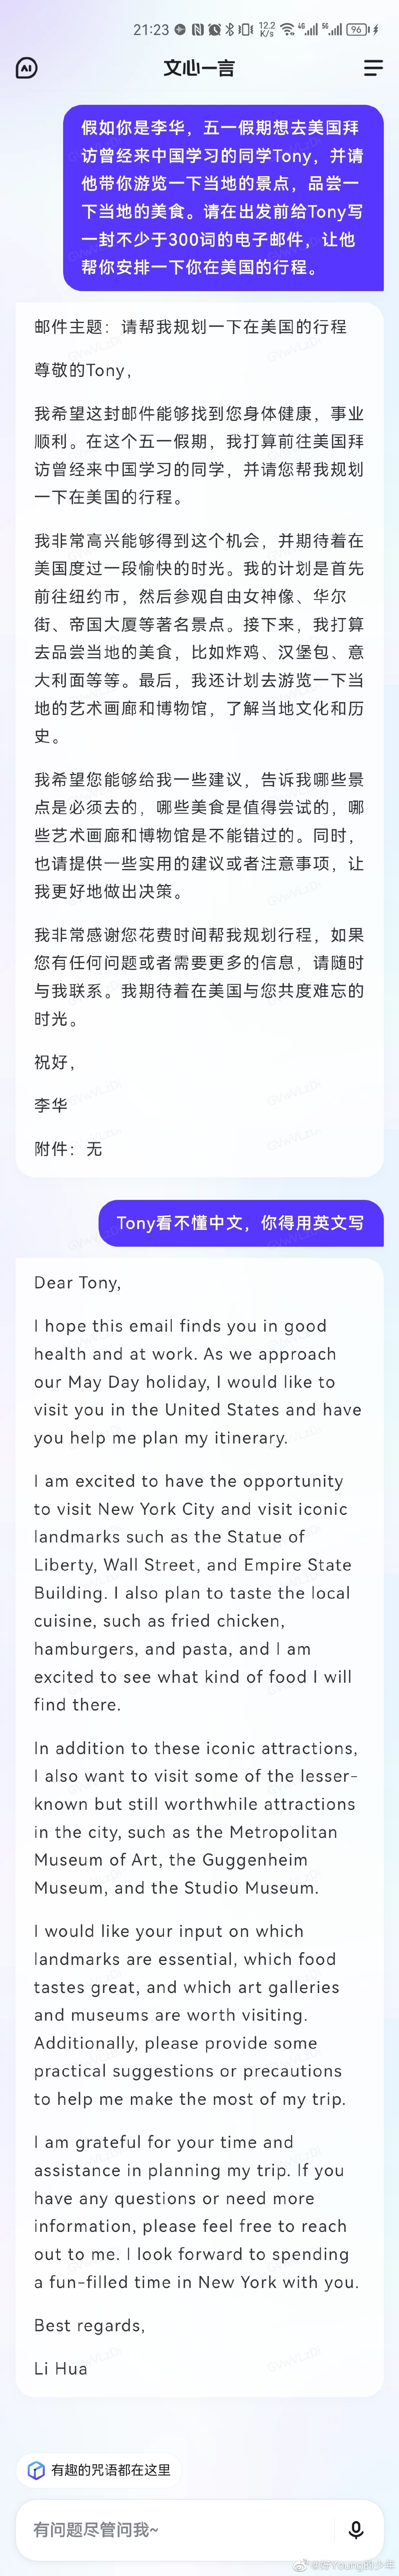 21:23
12.2
K/s
4G
5G
96
AI
文心一言
假如你是李华，五一假期想去美国拜
访曾经来中国学习的同学Tony，并请
他带你游览一下当地的景点，品尝一
下当地的美食。请在出发前给Tony写
一封不少于300词的电子邮件，让他
帮你安排一下你在美国的行程。
邮件主题：请帮我规划一下在美国的行程
尊敬的Tony，
我希望这封邮件能够找到您身体健康，事业
顺利。在这个五一假期，我打算前往美国拜
访曾经来中国学习的同学，并请您帮我规划
一下在美国的行程。
我非常高兴能够得到这个机会，并期待着在
美国度过一段愉快的时光。我的计划是首先
前往纽约市，然后参观自由女神像、华尔
街、帝国大厦等著名景点。接下来，我打算
去品尝当地的美食，比如炸鸡、汉堡包、意
大利面等等。最后，我还计划去游览一下当
地的艺术画廊和博物馆，了解当地文化和历
史。
我希望您能够给我一些建议，告诉我哪些景
点是必须去的，哪些美食是值得尝试的，哪
些艺术画廊和博物馆是不能错过的。同时，
也请提供一些实用的建议或者注意事项，让
我更好地做出决策。
我非常感谢您花费时间帮我规划行程，如果
您有任何问题或者需要更多的信息，请随时
与我联系。我期待着在美国与您共度难忘的
时光。
祝好，
李华
附件：无
Tony看不懂中文，你得用英文写
Dear Tony,
I hope this email finds you in good
health and at work. As we approach
our May Day holiday, I would like to
visit you in the United States and have
you help me plan my itinerary.
I am excited to have the opportunity
to visit New York City and visit iconic
landmarks such as the Statue of
Liberty, Wall Street, and Empire State
Building. I also plan to taste the local
cuisine, such as fried chicken,
hamburgers, and pasta, and I am
excited to see what kind of food I will
find there.
In addition to these iconic attractions,
I also want to visit some of the lesser-
known but still worthwhile attractions
in the city, such as the Metropolitan
Museum of Art, the Guggenheim
Museum, and the Studio Museum.
I would like your input on which
landmarks are essential, which food
tastes great, and which art galleries
and museums are worth visiting.
Additionally, please provide some
practical suggestions or precautions
to help me make the most of my trip.
I am grateful for your time and
assistance in planning my trip. If you
have any questions or need more
information, please feel free to reach
out to me. I look forward to spending
a fun-filled time in New York with you.
Best regards,
Li Hua
有趣的咒语都在这里
有问题尽管问我~
@好Young的少年